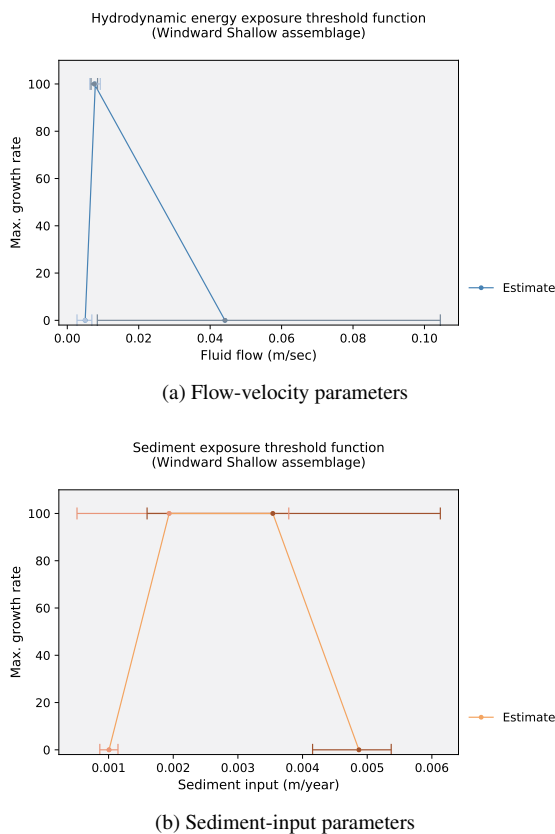 Hydrodynamic energy exposure threshold function
(Windward Shallow assemblage)
100
80
60
40
20
0
Max. growth rate
0.00 0.02 0.04 0.06 0.08 0.10
Fluid flow (m/sec)
Estimate
(a) Flow-velocity parameters
Sediment exposure threshold function
(Windward Shallow assemblage)
100
80
60
40
20
0
Max. growth rate
0.001 0.002 0.003 0.004 0.005 0.006
Sediment input (m/year)
Estimate
(b) Sediment-input parameters